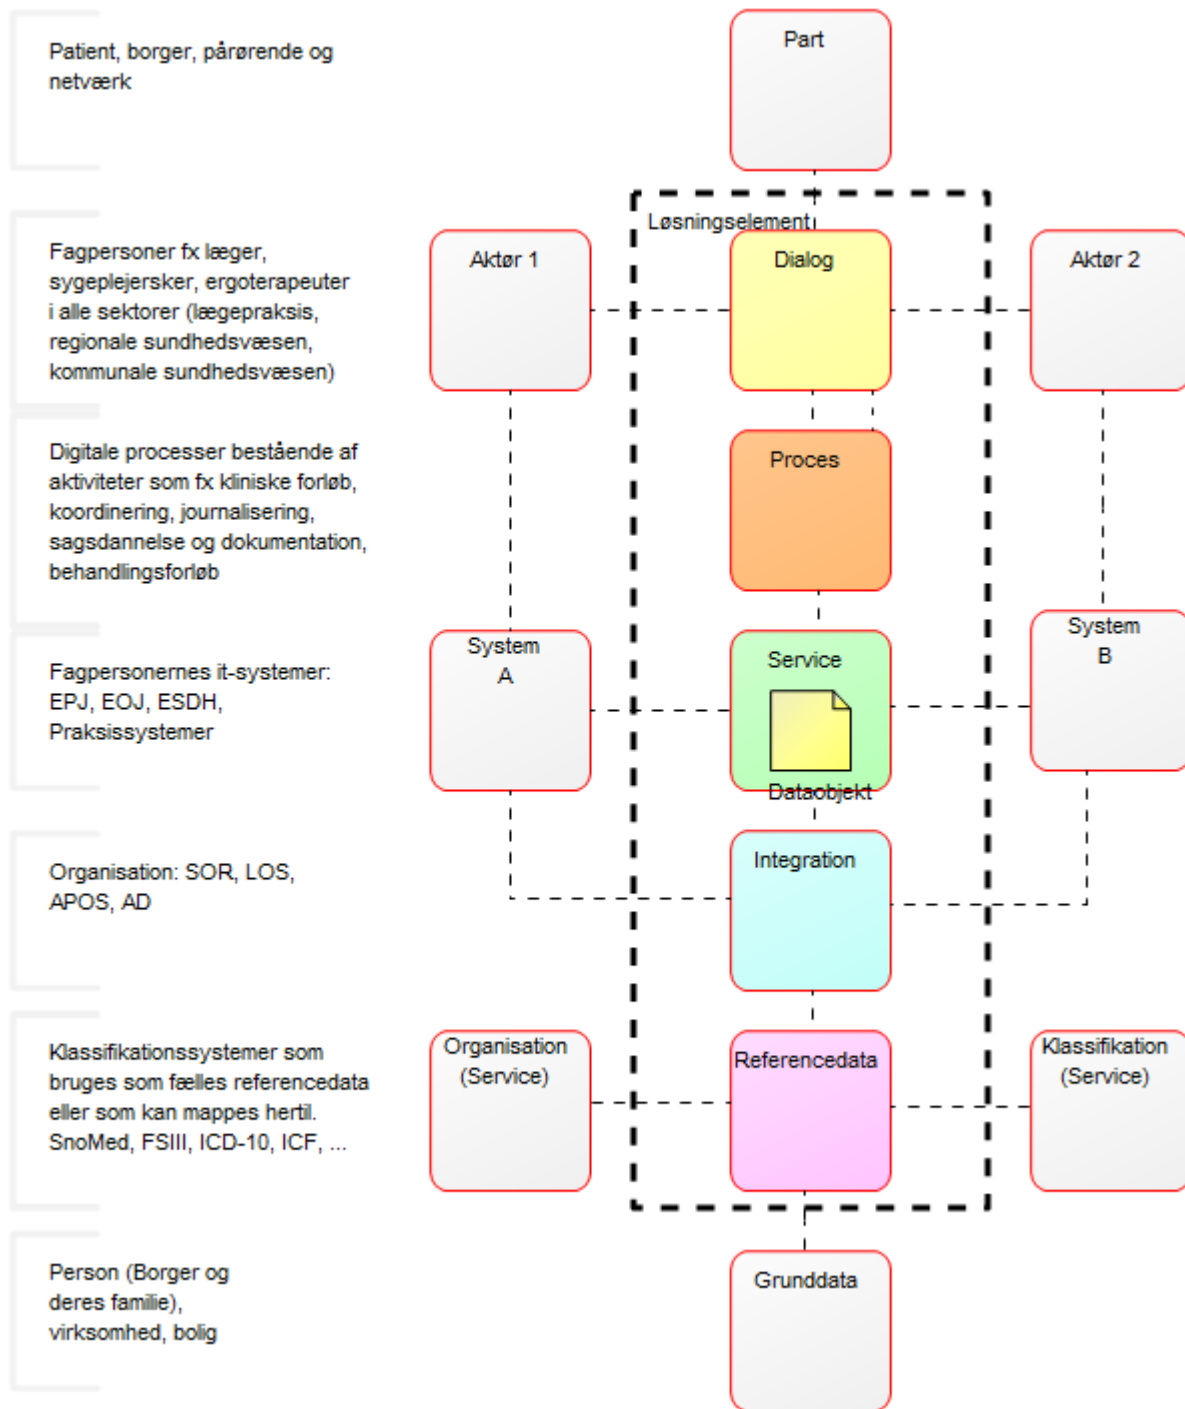 Patient, borger, pårørende og
netværk
Part
Løsningselement
Fagpersoner fx læger,
sygeplejersker, ergoterapeuter
i alle sektorer (lægepraksis,
regionale sundhedsvæsen,
kommunale sundhedsvæsen)
Aktør 1
Dialog
Aktør 2
Digitale processer bestående af
aktiviteter som fx kliniske forløb,
koordinering, journalisering,
sagsdannelse og dokumentation,
behandlingsforløb
Proces
Fagpersonernes it-systemer:
EPJ, EOJ, ESDH,
Praksissystemer
System
A
Service
Dataobjekt
System
B
Organisation: SOR, LOS,
APOS, AD
Integration
Klassifikationssystemer som
bruges som fælles referencedata
eller som kan mappes hertil.
SnoMed, FSIII, ICD-10, ICF, ...
Organisation
(Service)
Referencedata
Klassifikation
(Service)
Person (Borger og
deres familie),
virksomhed, bolig
Grunddata